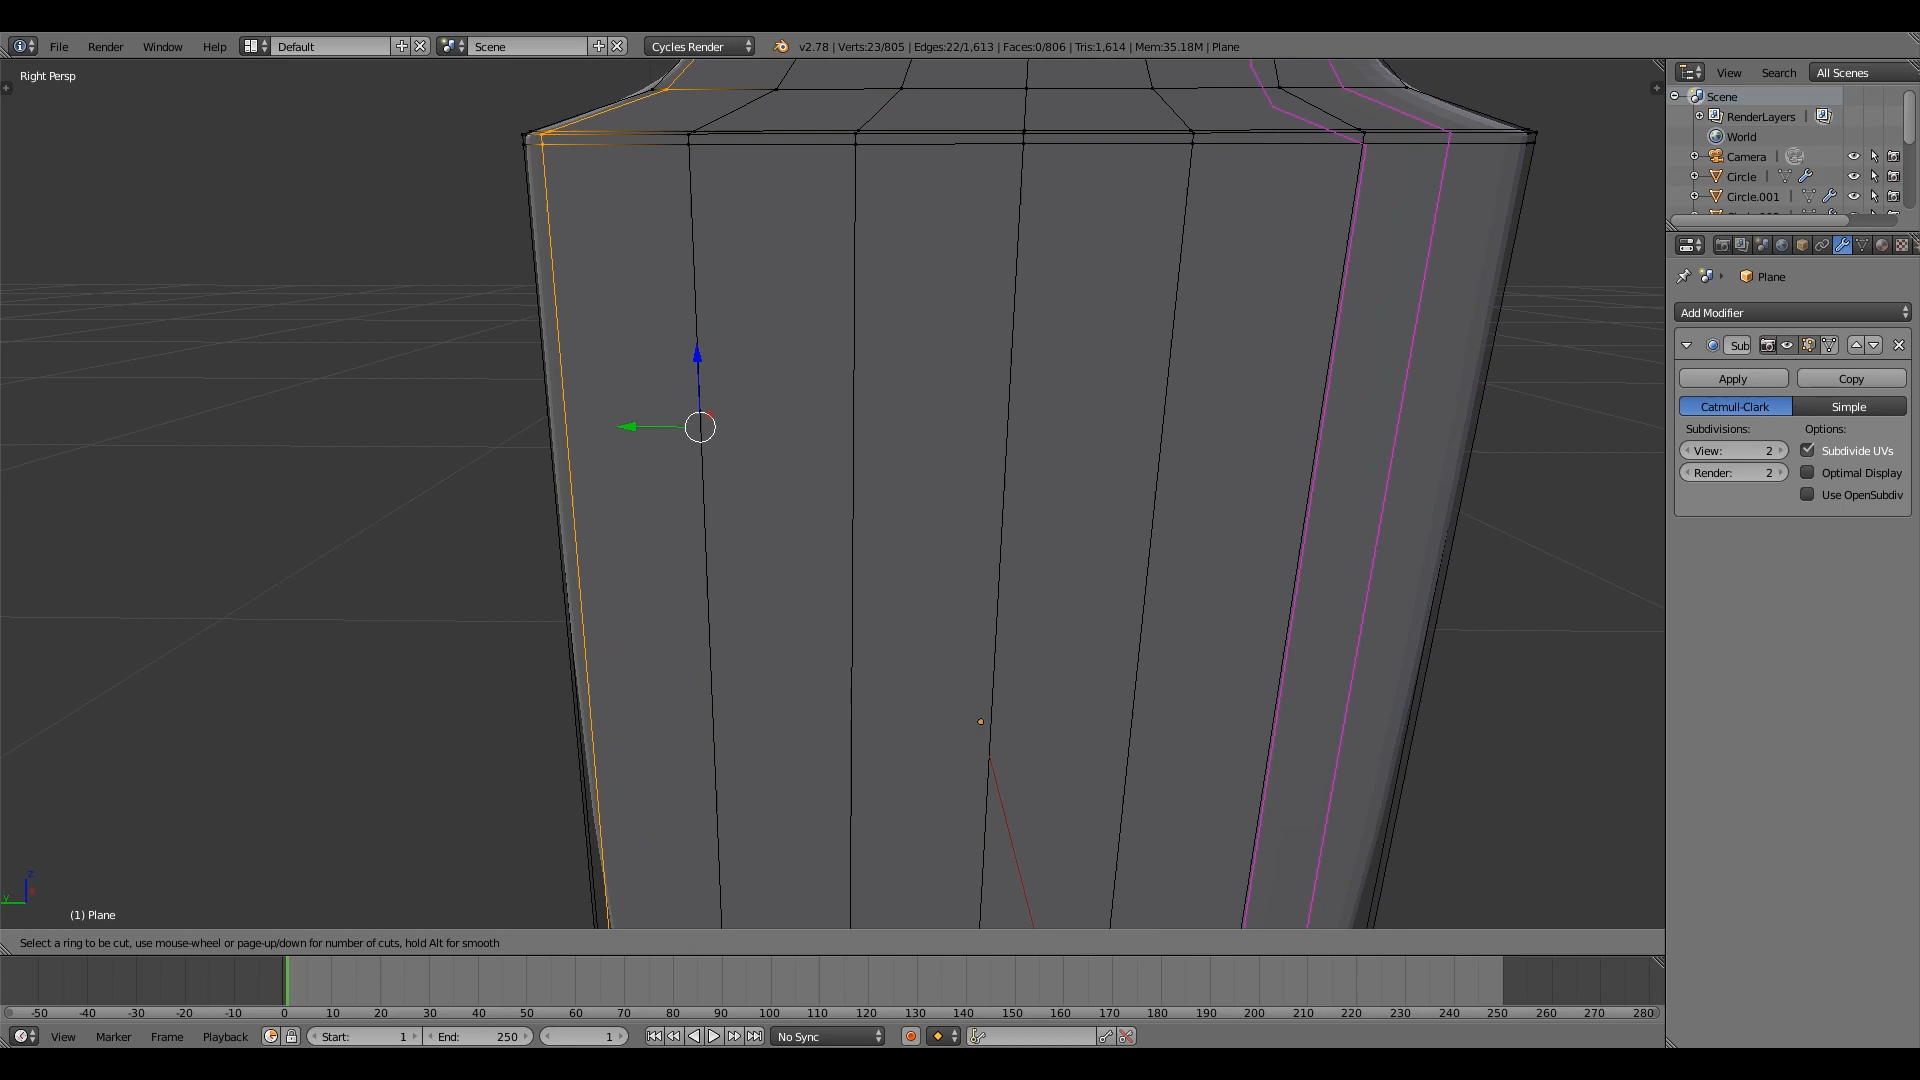 File Render Window Help Default Scene Cycles Render v2.78 | Verts:23/805 | Edges:22/1,613 | Faces:0/806 | Tris:1,614 | Mem:35.18M | Plane
Right Persp
View Search All Scenes
Scene
RenderLayers
World
Camera
Circle
Circle.001
Plane
Add Modifier
Sub
Apply Copy
Catmull-Clark Simple
Subdivisions: Options:
View: 2 Subdivide UVs
Render: 2 Optimal Display
Use OpenSubdiv
z
y
(1) Plane
Select a ring to be cut, use mouse-wheel or page-up/down for number of cuts, hold Alt for smooth
-50 -40 -30 -20 -10 0 10 20 30 40 50 60 70 80 90 100 110 120 130 140 150 160 170 180 190 200 210 220 230 240 250 260 270 280
View Marker Frame Playback Start: 1 End: 250 1 No Sync